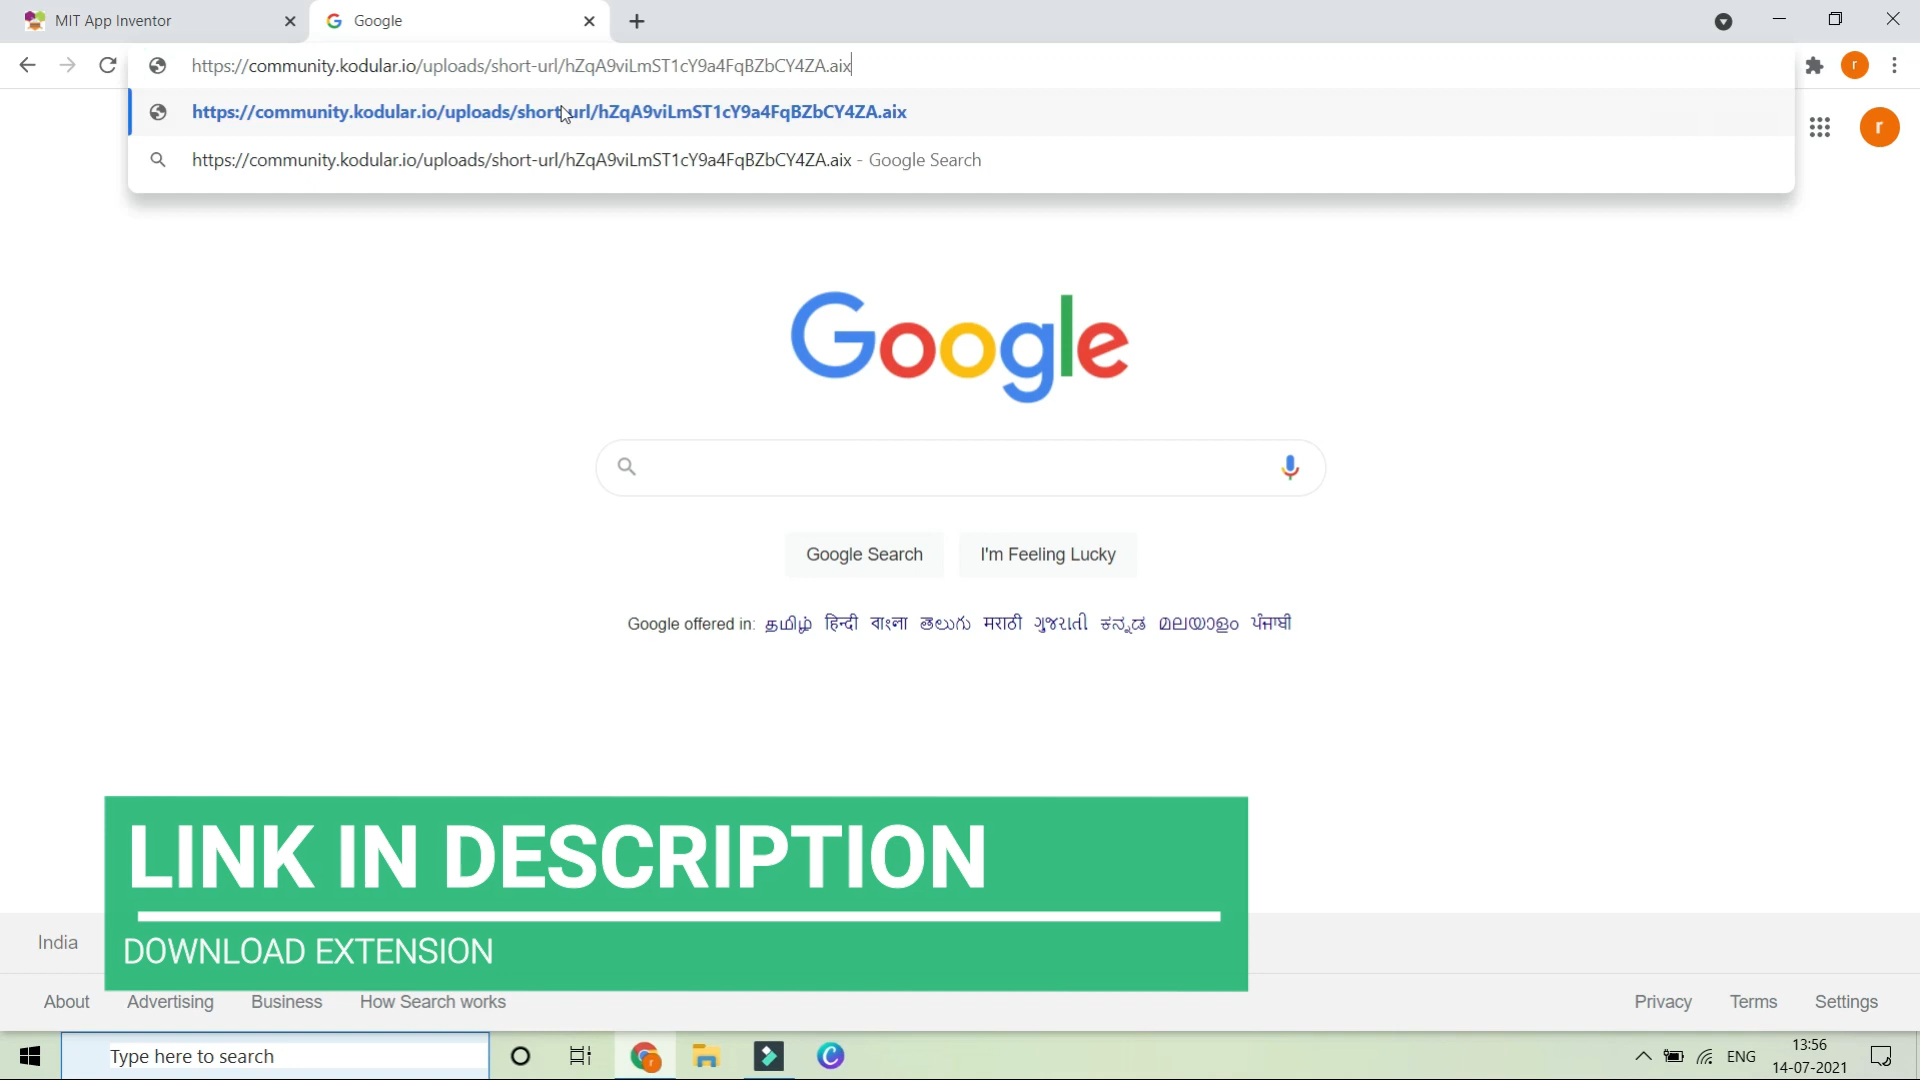 MIT App Inventor
Google
https://community.kodular.io/uploads/short-url/hZqA9viLmST1cY9a4FqBZbCY4ZA.aix
r
https://community.kodular.io/uploads/short-url/hZqA9viLmST1cY9a4FqBZbCY4ZA.aix
https://community.kodular.io/uploads/short-url/hZqA9viLmST1cY9a4FqBZbCY4ZA.aix - Google Search
r
Google
Google Search
I'm Feeling Lucky
Google offered in: தமிழ் हिन्दी বাংলা తెలుగు मराठी ગુજરાતી ಕನ್ನಡ മലയാളം ਪੰਜਾਬੀ
LINK IN DESCRIPTION
India
DOWNLOAD EXTENSION
About Advertising Business How Search works
Privacy Terms Settings
Type here to search
r
ENG
13:56
14-07-2021